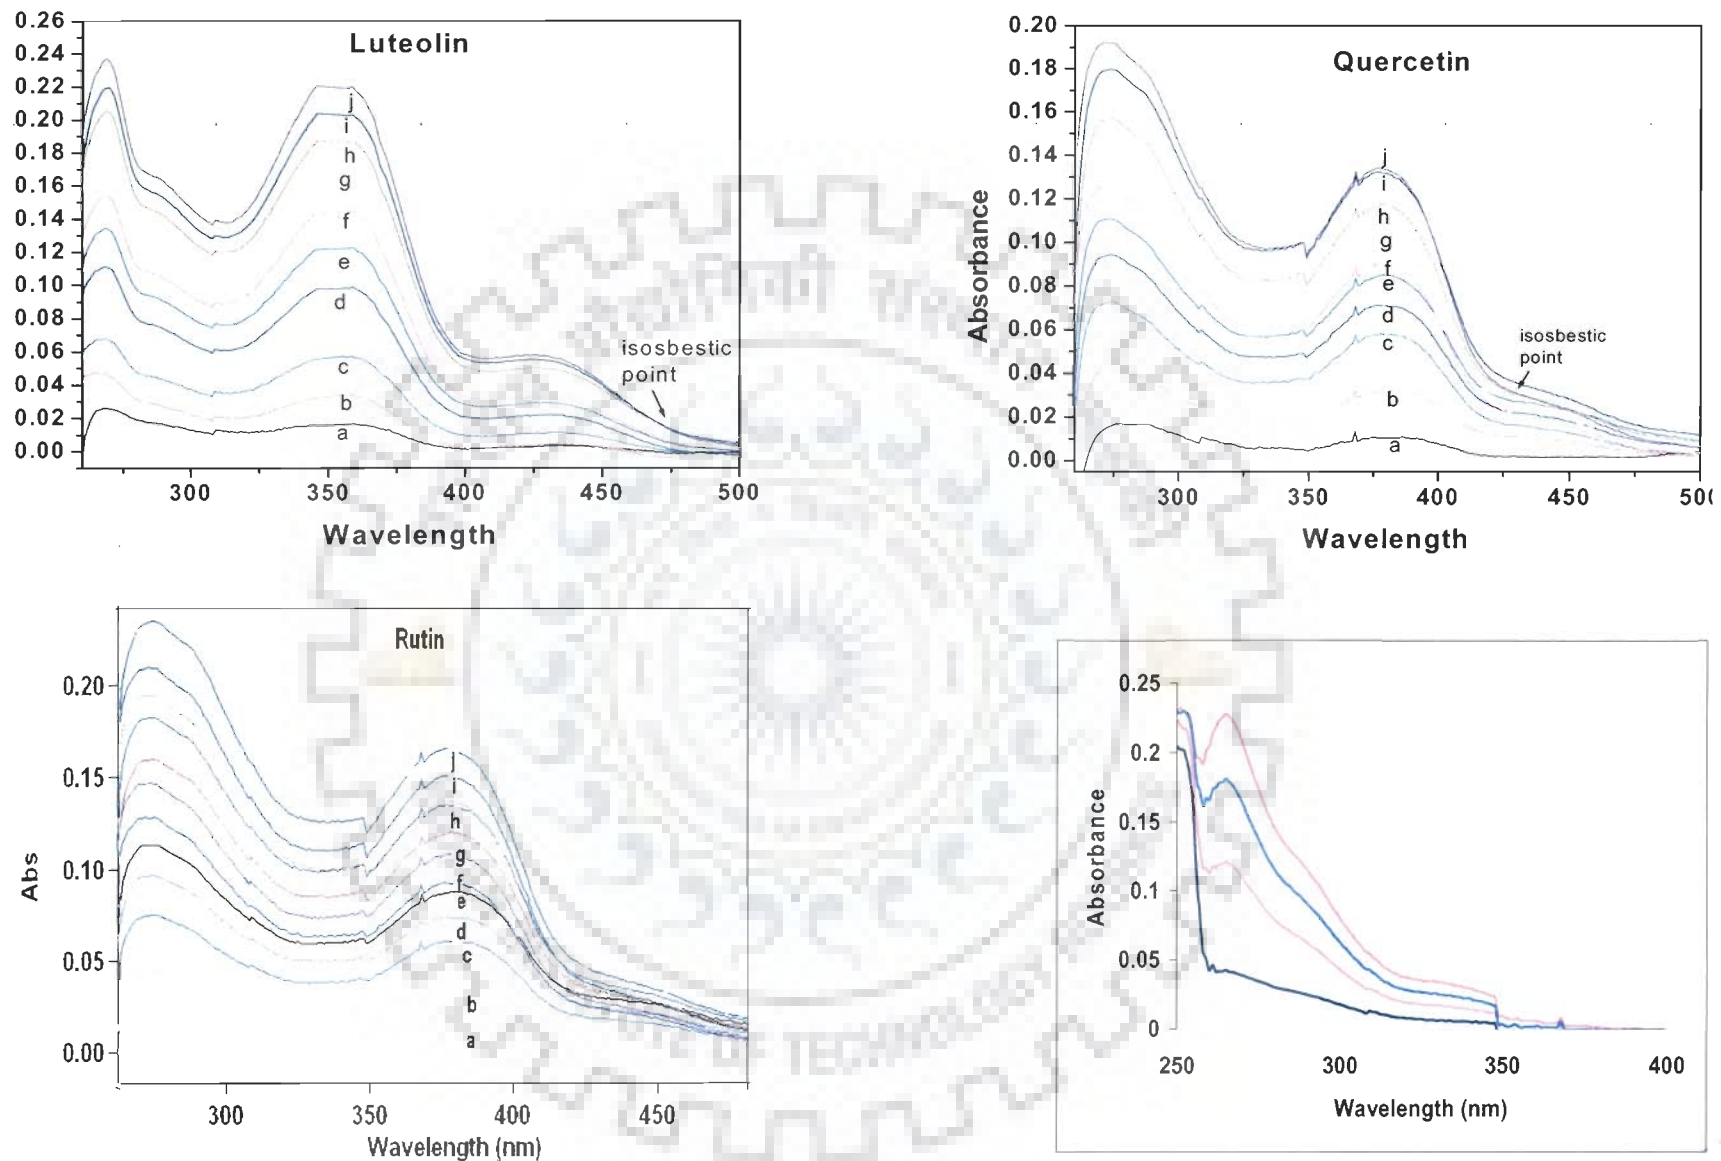 Luteolin
0.26
0.24
0.22
0.20
0.18
0.16
0.14
0.12
0.10
0.08
0.06
0.04
0.02
0.00
j
i
h
g
f
e
d
c
b
a
isosbestic
point
300 350 400 450 500
Wavelength
Quercetin
Absorbance
0.20
0.18
0.16
0.14
0.12
0.10
0.08
0.06
0.04
0.02
0.00
j
i
h
g
f
e
d
c
b
a
isosbestic
point
300 350 400 450
Wavelength
Rutin
Abs
0.20
0.15
0.10
0.05
0.00
j
i
h
g
f
e
d
c
b
a
300 350 400 450
Wavelength (nm)
Absorbance
0.25
0.2
0.15
0.1
0.05
0
250 300 350 400
Wavelength (nm)
OF TECHNOLOGY